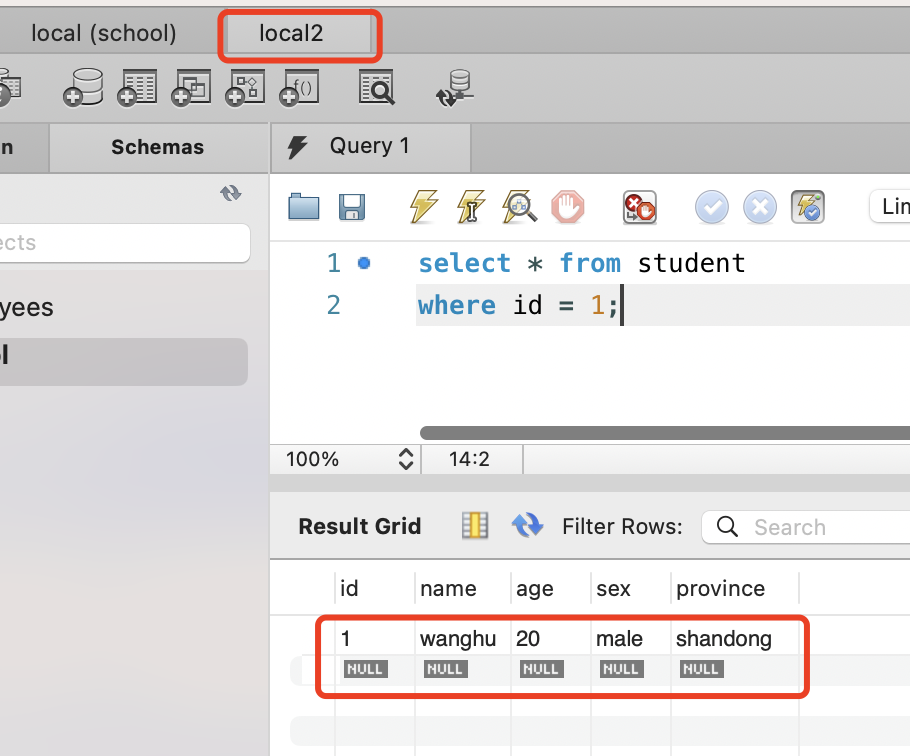 local (school) local2
f()
n Schemas Query 1
Lin
ects
1 select * from student
2 where id = 1;
yees
l
100% 14:2
Result Grid Filter Rows: Search
id name age sex province
1 wanghu 20 male shandong
NULL NULL NULL NULL NULL